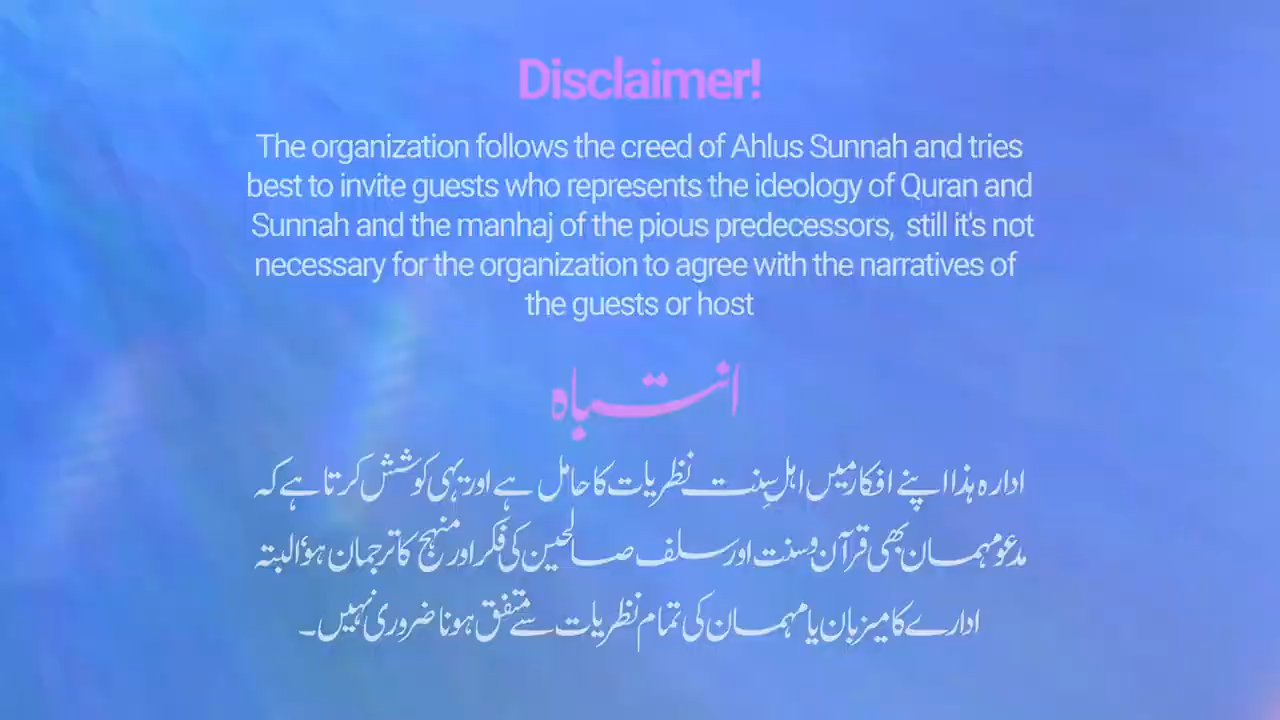 Disclaimer!
The organization follows the creed of Ahlus Sunnah and tries
best to invite guests who represents the ideology of Quran and
Sunnah and the manhaj of the pious predecessors, still it's not
necessary for the organization to agree with the narratives of
the guests or host
انتباہ
ادارہ ہذا اپنے افکار میں اہلِ سنت نظریات کا حامل ہے اور یہی کوشش کرتا ہے کہ
مدعو مہمان بھی قرآن و سنت اور سلف صالحین کی فکر اور منہج کا ترجمان ہو، البتہ
ادارے کا میزبان یا مہمان کی تمام نظریات سے متفق ہونا ضروری نہیں۔